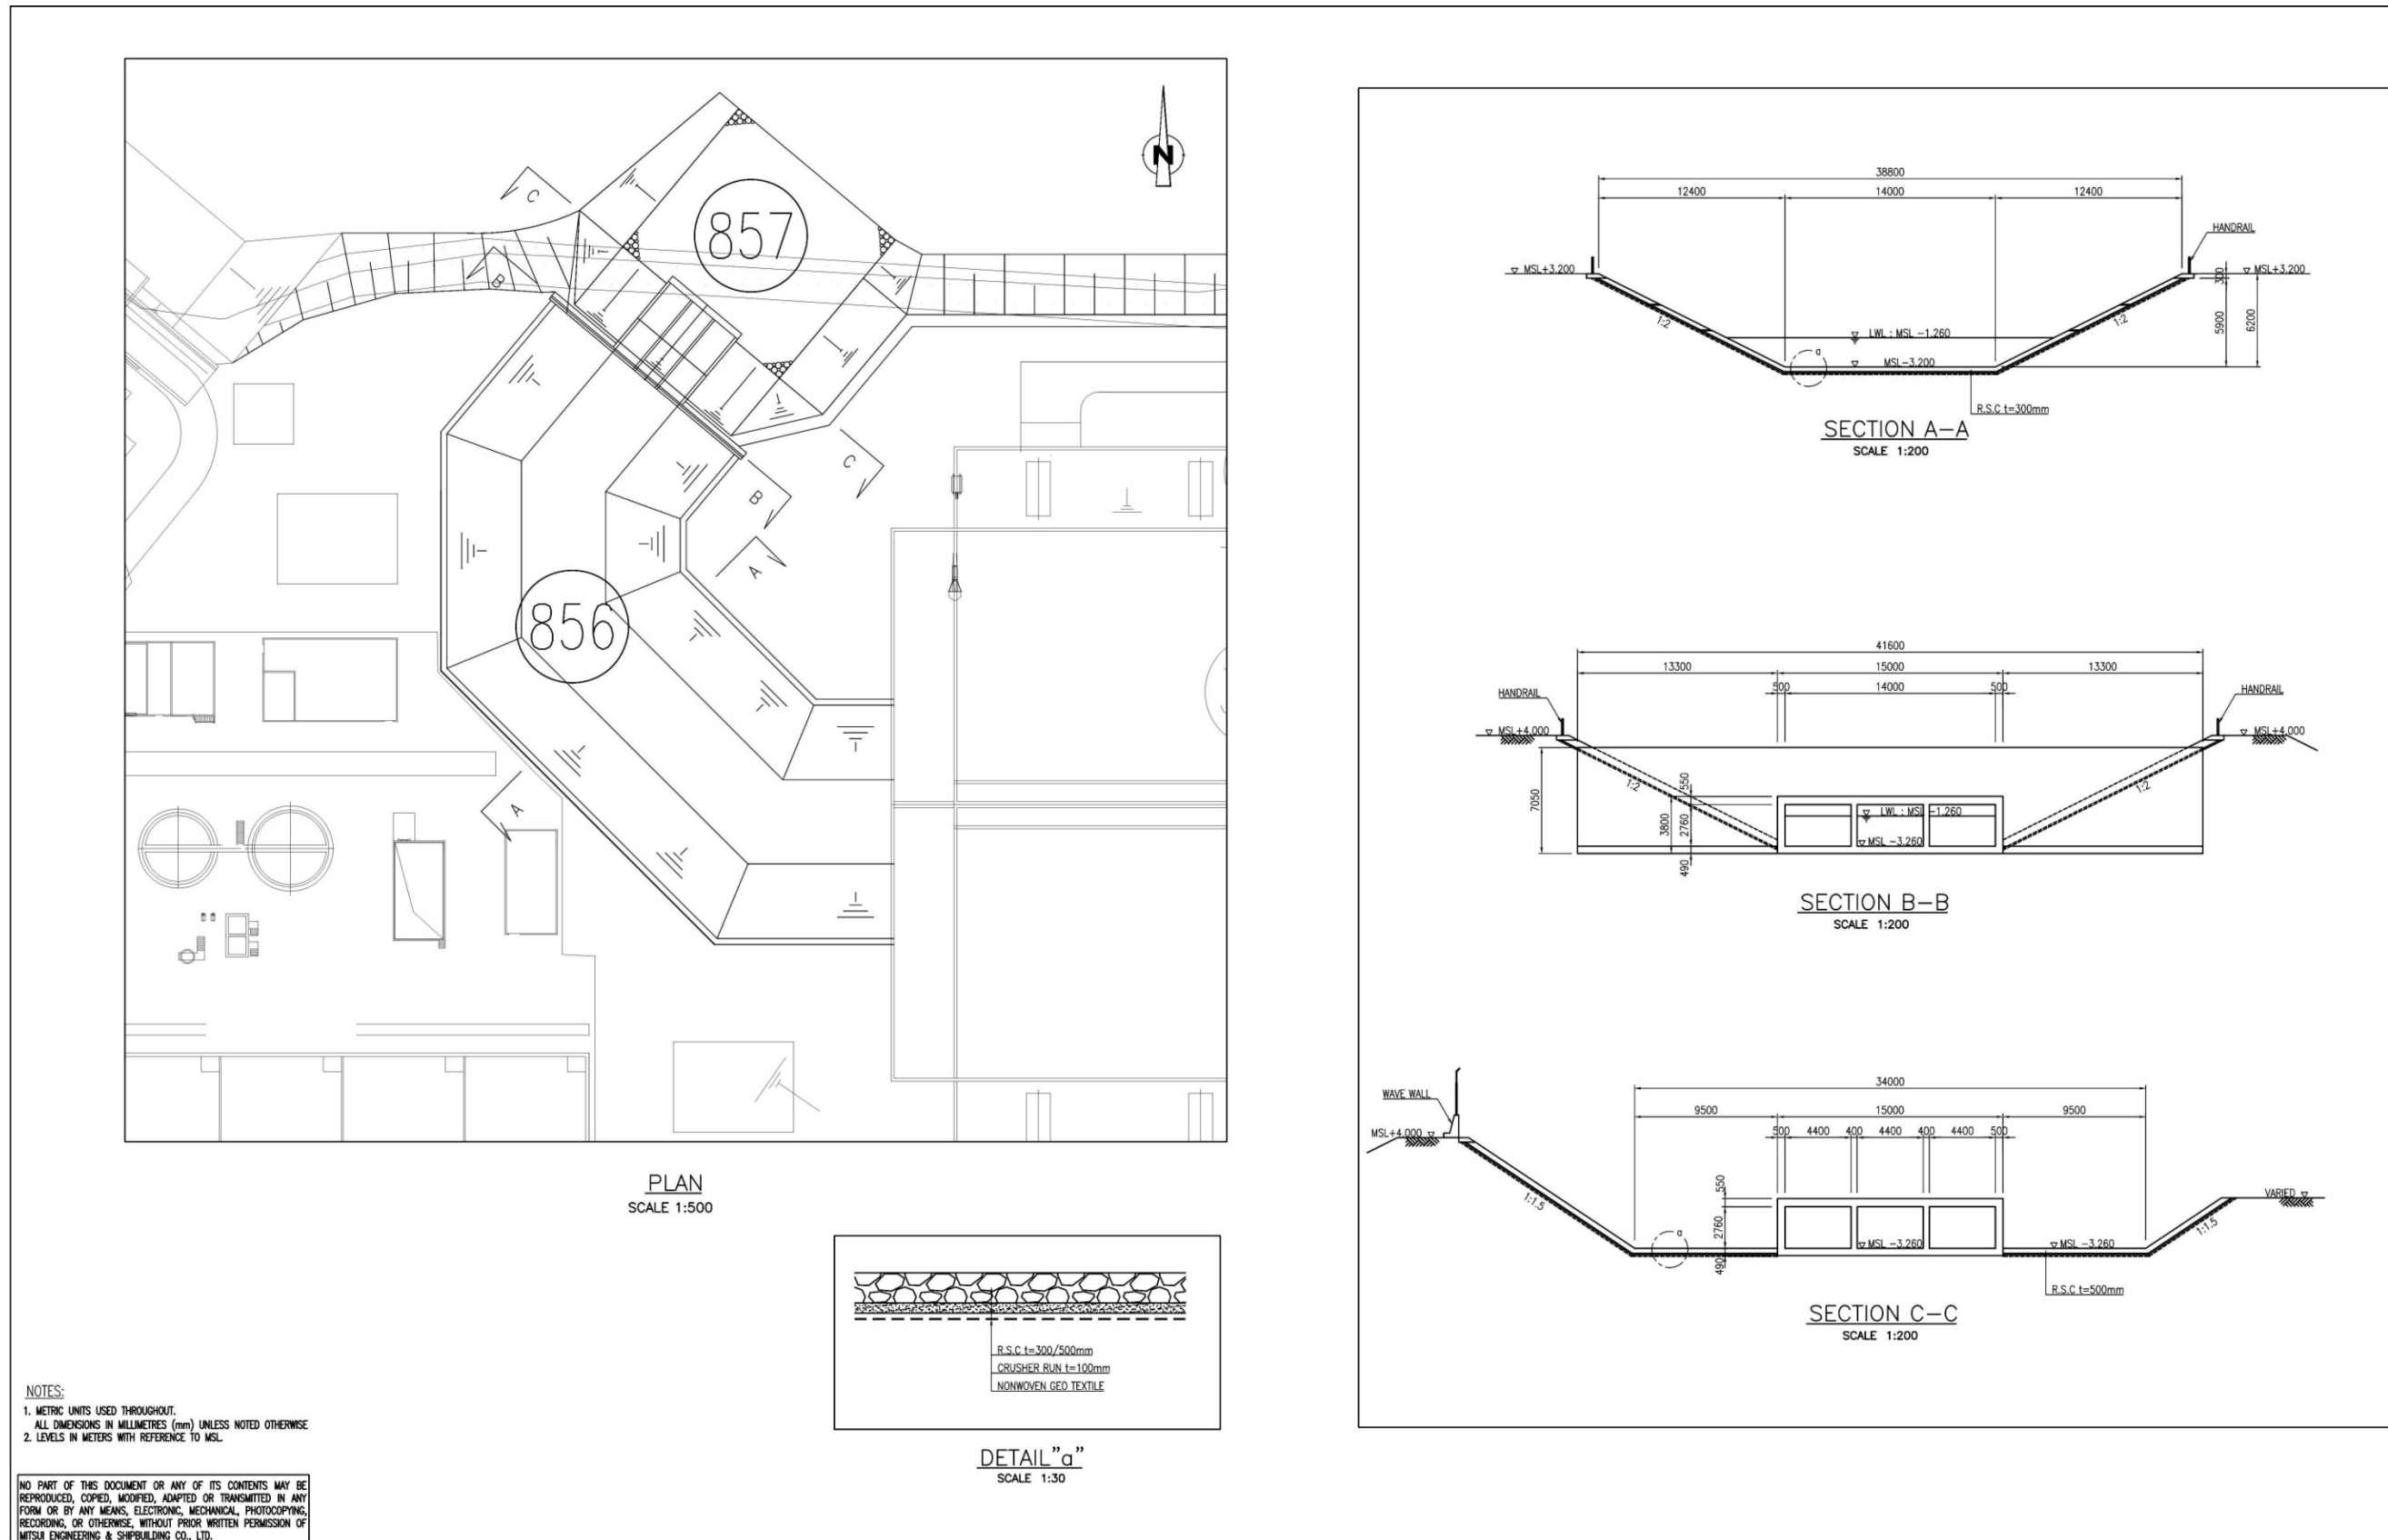 N
C
B
857
C
B
A
856
A
PLAN
SCALE 1:500
38800
12400 14000 12400
HANDRAIL
MSL+3.200
MSL+3.200
300
5900
6200
1:2
1:2
LWL : MSL -1.260
a
MSL-3.200
R.S.C t=300mm
SECTION A-A
SCALE 1:200
41600
13300 15000 13300
500 14000 500
HANDRAIL
HANDRAIL
MSL+4.000
MSL+4.000
7050
1:2
1:2
550
3800
2760
490
LWL : MSL -1.260
MSL -3.260
SECTION B-B
SCALE 1:200
34000
9500 15000 9500
500 4400 400 4400 400 4400 500
WAVE WALL
MSL+4.000
VARIED
1:1.5
1:1.5
550
2760
490
a
MSL -3.260
MSL -3.260
R.S.C t=500mm
SECTION C-C
SCALE 1:200
R.S.C t=300/500mm
CRUSHER RUN t=100mm
NONWOVEN GEO TEXTILE
DETAIL"a"
SCALE 1:30
NOTES:
1. METRIC UNITS USED THROUGHOUT.
ALL DIMENSIONS IN MILLIMETRES (mm) UNLESS NOTED OTHERWISE
2. LEVELS IN METERS WITH REFERENCE TO MSL.
NO PART OF THIS DOCUMENT OR ANY OF ITS CONTENTS MAY BE
REPRODUCED, COPIED, MODIFIED, ADAPTED OR TRANSMITTED IN ANY
FORM OR BY ANY MEANS, ELECTRONIC, MECHANICAL, PHOTOCOPYING,
RECORDING, OR OTHERWISE, WITHOUT PRIOR WRITTEN PERMISSION OF
MITSUI ENGINEERING & SHIPBUILDING CO., LTD.